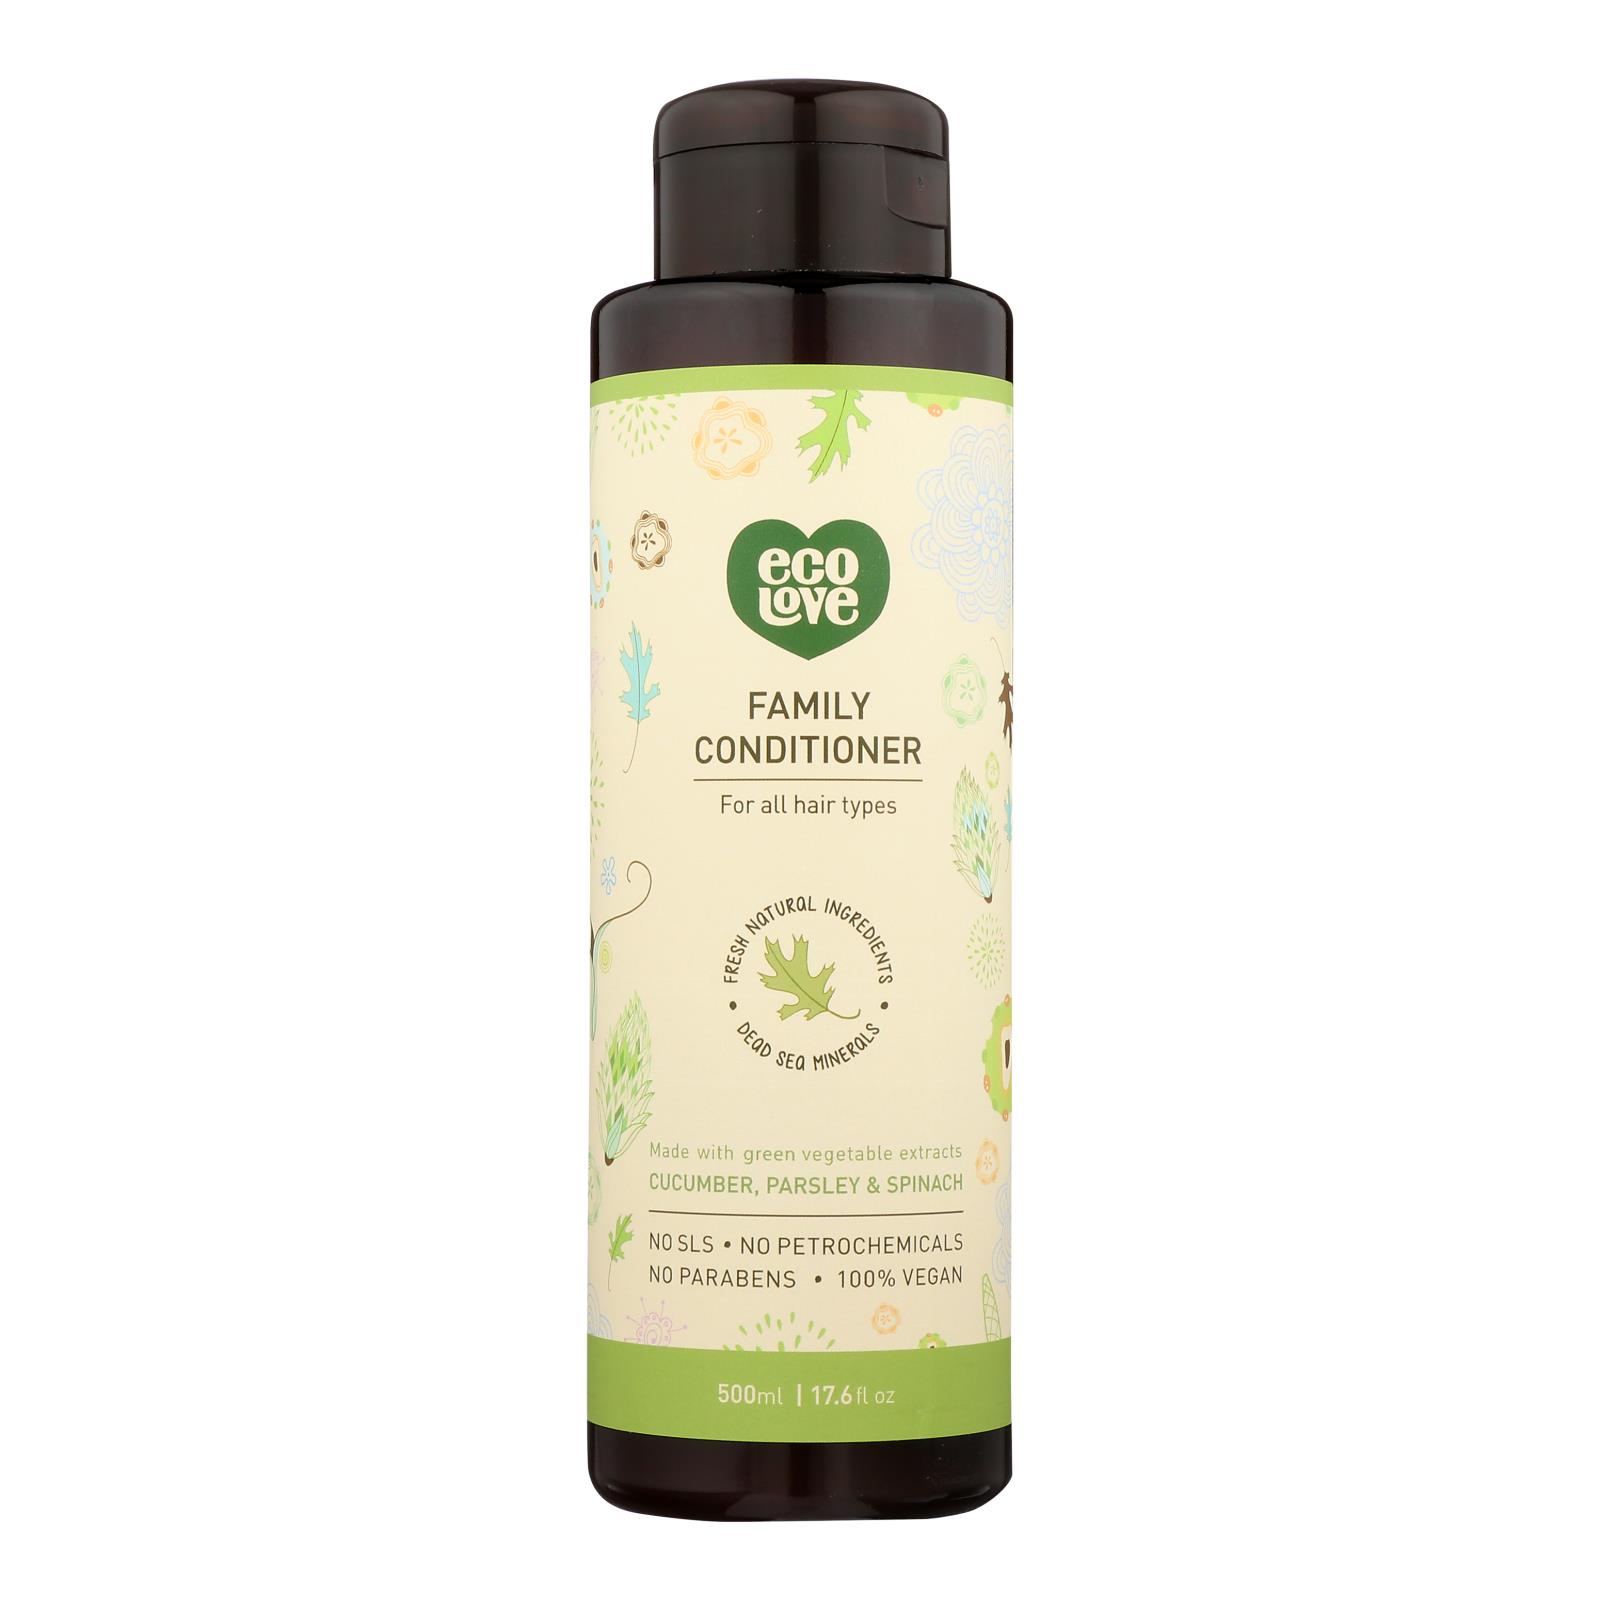 eco
Love
FAMILY
CONDITIONER
For all hair types
FRESH NATURAL INGREDIENTS
• DEAD SEA MINERALS •
Made with green vegetable extracts
CUCUMBER, PARSLEY & SPINACH
NO SLS • NO PETROCHEMICALS
NO PARABENS • 100% VEGAN
500ml | 17.6 fl oz